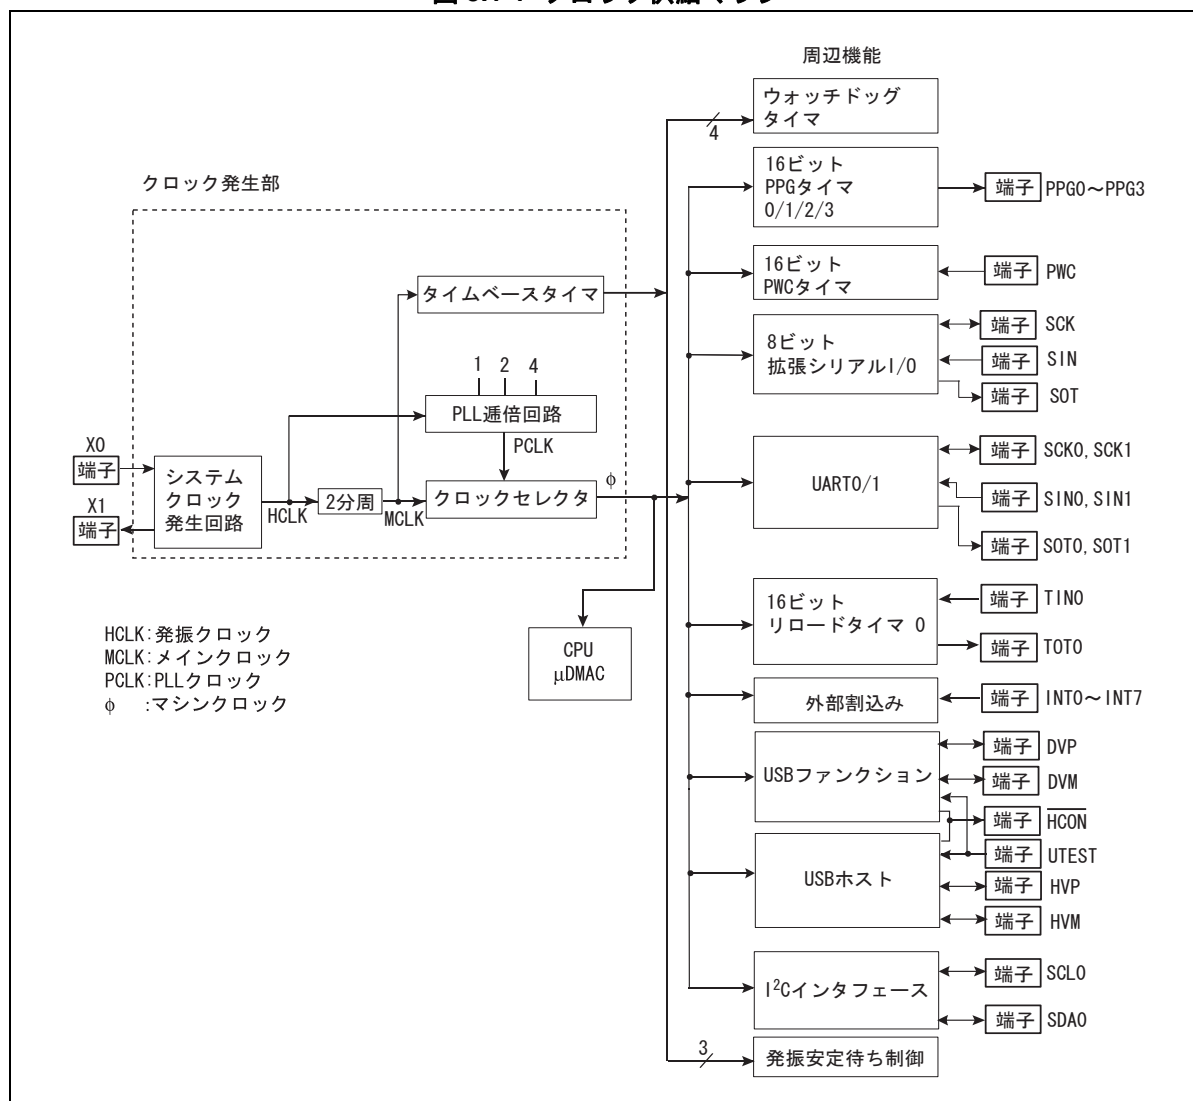 周辺機能
ウォッチドッグ
タイマ
4
クロック発生部
16ビット
PPGタイマ
0/1/2/3
端子 PPG0～PPG3
16ビット
PWCタイマ
端子 PWC
タイムベースタイマ
8ビット
拡張シリアルI/O
端子 SCK
端子 SIN
端子 SOT
1 2 4
PLL逓倍回路
PCLK
X0
端子
X1
端子
システム
クロック
発生回路
HCLK
2分周
MCLK
クロックセレクタ
φ
UART0/1
端子 SCK0,SCK1
端子 SIN0,SIN1
端子 SOT0,SOT1
16ビット
リロードタイマ 0
端子 TIN0
端子 TOT0
CPU
μDMAC
HCLK:発振クロック
MCLK:メインクロック
PCLK:PLLクロック
φ :マシンクロック
外部割込み
端子 INT0～INT7
USBファンクション
端子 DVP
端子 DVM
端子 HCON
端子 UTEST
USBホスト
端子 HVP
端子 HVM
I²Cインタフェース
端子 SCL0
端子 SDA0
3
発振安定待ち制御